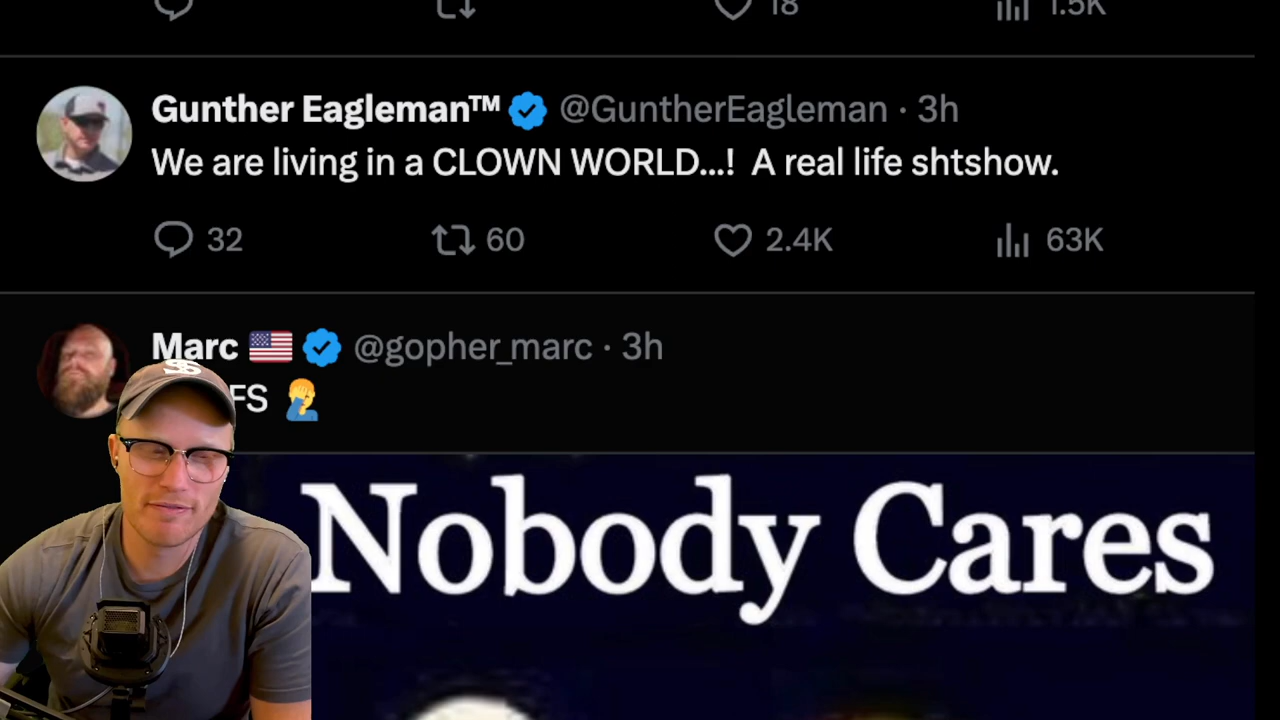 18 1.5K
Gunther Eagleman™ @GuntherEagleman · 3h
We are living in a CLOWN WORLD...! A real life shtshow.
32 60 2.4K 63K
Marc 🇺🇸 @gopher_marc · 3h
FS 🤦‍♂️
Nobody Cares